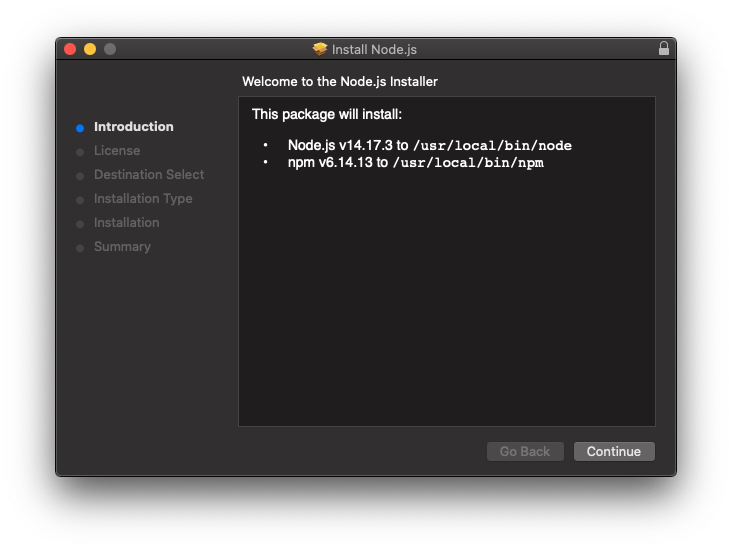 Install Node.js
Welcome to the Node.js Installer
Introduction
License
Destination Select
Installation Type
Installation
Summary
This package will install:
• Node.js v14.17.3 to /usr/local/bin/node
• npm v6.14.13 to /usr/local/bin/npm
Go Back
Continue